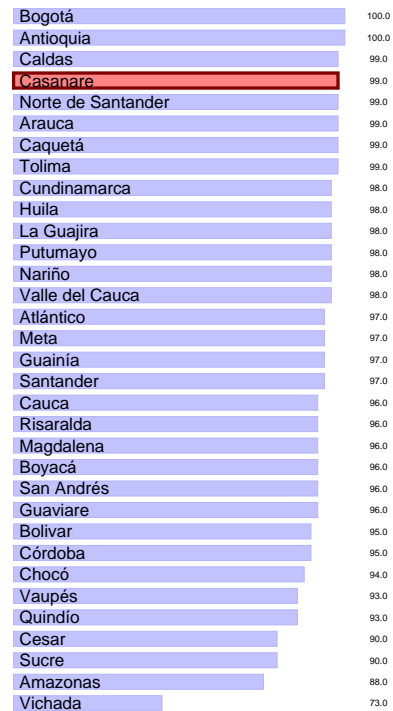 Bogotá 100.0
Antioquia 100.0
Caldas 99.0
Casanare 99.0
Norte de Santander 99.0
Arauca 99.0
Caquetá 99.0
Tolima 99.0
Cundinamarca 98.0
Huila 98.0
La Guajira 98.0
Putumayo 98.0
Nariño 98.0
Valle del Cauca 98.0
Atlántico 97.0
Meta 97.0
Guainía 97.0
Santander 97.0
Cauca 96.0
Risaralda 96.0
Magdalena 96.0
Boyacá 96.0
San Andrés 96.0
Guaviare 96.0
Bolivar 95.0
Córdoba 95.0
Chocó 94.0
Vaupés 93.0
Quindío 93.0
Cesar 90.0
Sucre 90.0
Amazonas 88.0
Vichada 73.0